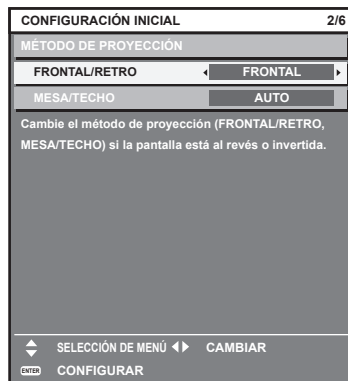 CONFIGURACIÓN INICIAL 2/6
MÉTODO DE PROYECCIÓN
FRONTAL/RETRO FRONTAL
MESA/TECHO AUTO
Cambie el método de proyección (FRONTAL/RETRO,
MESA/TECHO) si la pantalla está al revés o invertida.
SELECCIÓN DE MENÚ CAMBIAR
ENTER CONFIGURAR